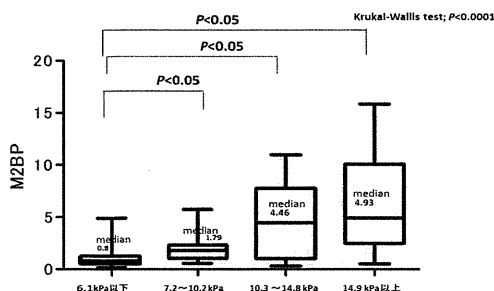 P<0.05
Krukal-Wallis test; P<0.0001
P<0.05
P<0.05
20
15
10
5
0
M2BP
median
0.8
median
1.79
median
4.46
median
4.93
6.1kPa以下
7.2～10.2kPa
10.3～14.8kPa
14.9kPa以上